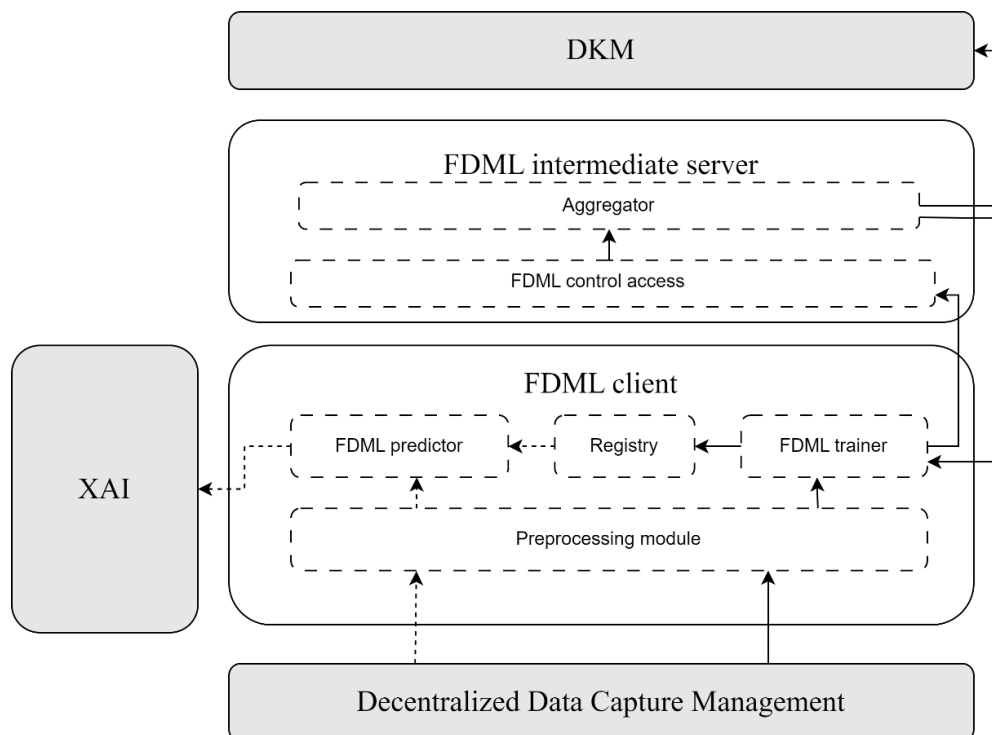 DKM
FDML intermediate server
Aggregator
FDML control access
FDML client
FDML predictor
Registry
FDML trainer
XAI
Preprocessing module
Decentralized Data Capture Management